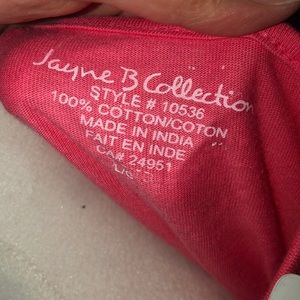 Jayne B Collection
STYLE # 10536
100% COTTON/COTON
MADE IN INDIA
FAIT EN INDE
CA# 24951